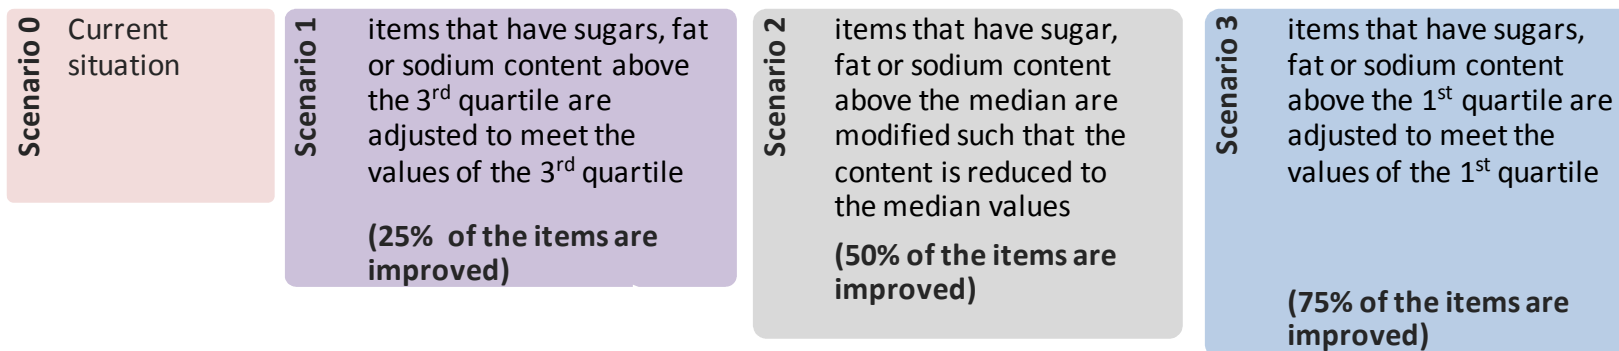 Scenario 0
Current
situation
Scenario 1
items that have sugars, fat
or sodium content above
the 3rd quartile are
adjusted to meet the
values of the 3rd quartile
(25%  of the items are
improved)
Scenario 2
items that have sugar,
fat or sodium content
above the median are
modified such that the
content is reduced to
the median values
(50% of the items are
improved)
Scenario 3
items that have sugars,
fat or sodium content
above the 1st quartile are
adjusted to meet the
values of the 1st quartile
(75% of the items are
improved)